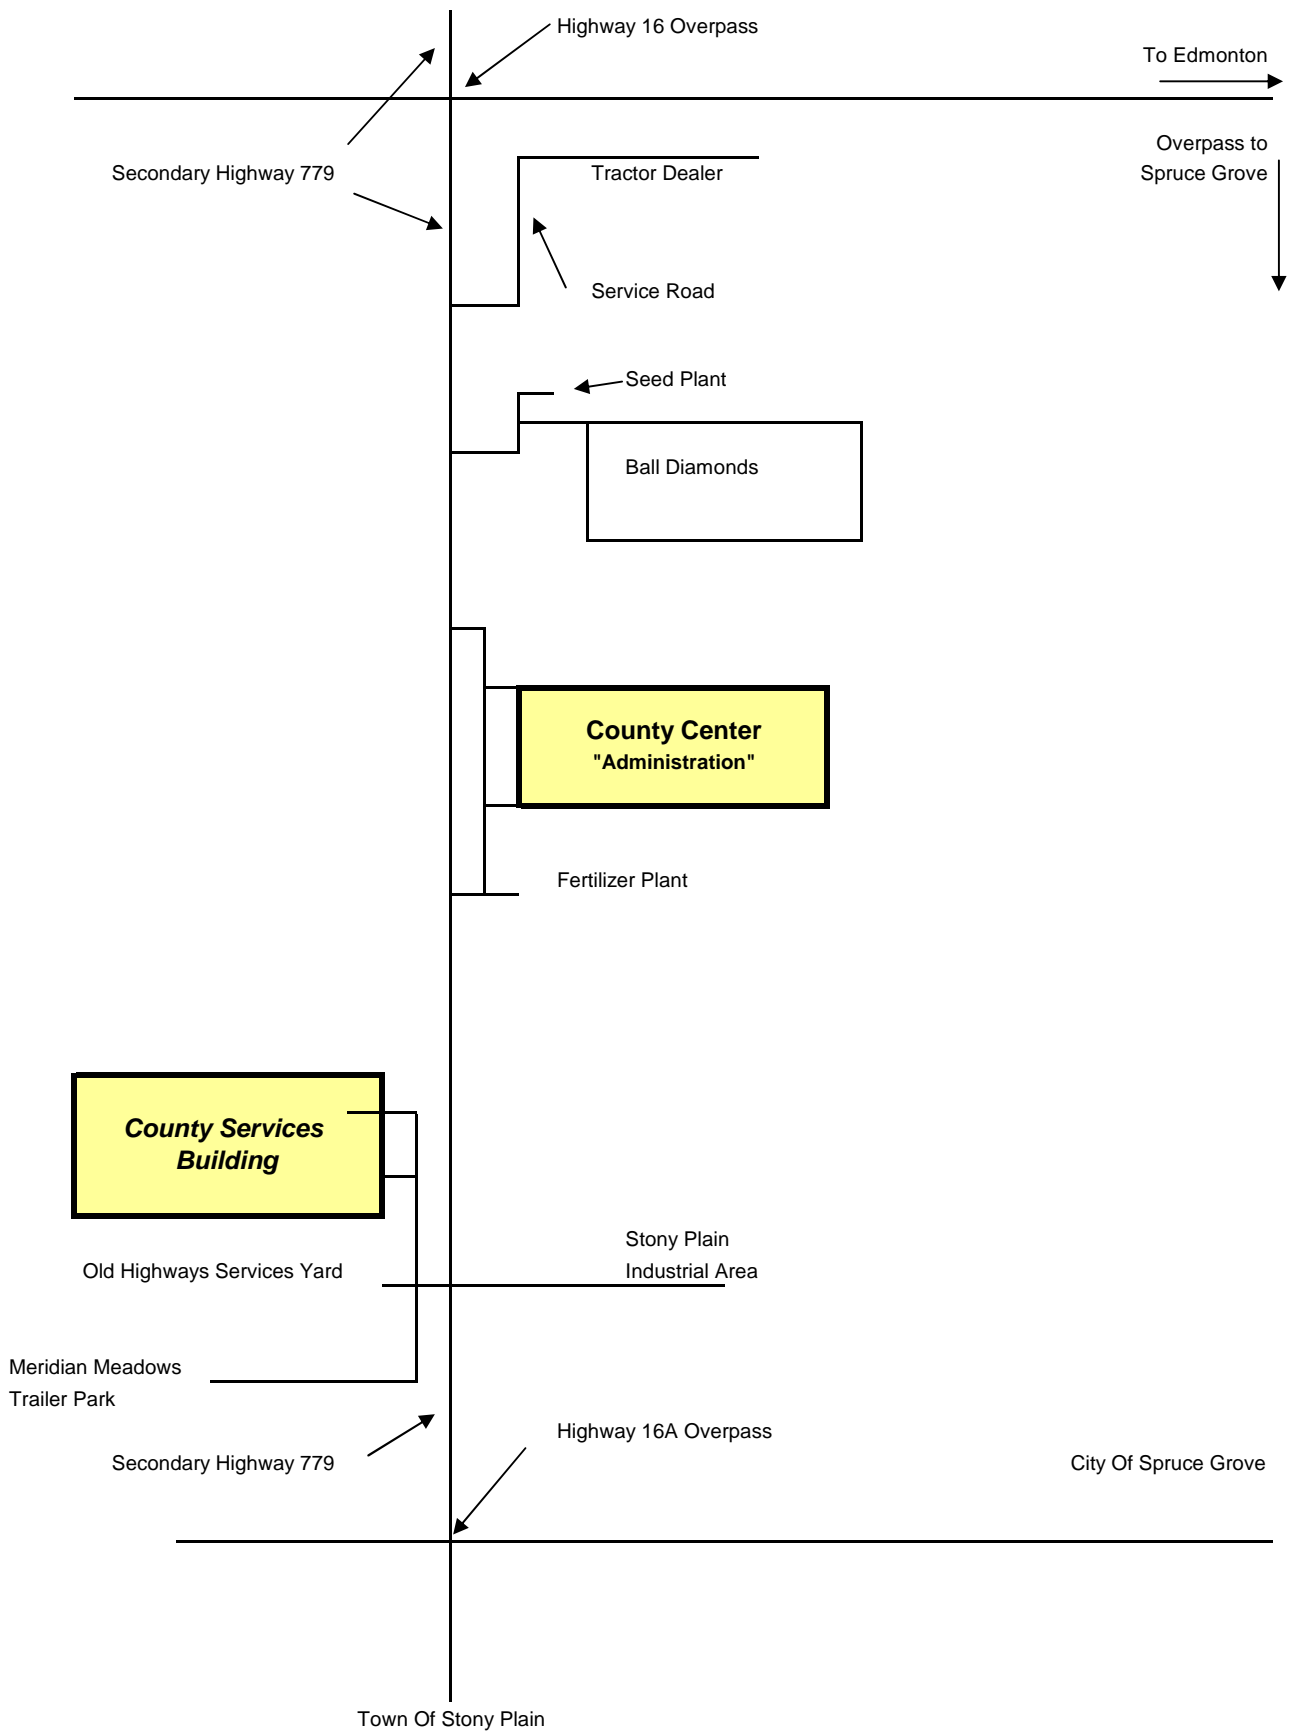 Highway 16 Overpass
To Edmonton
Overpass to
Spruce Grove
Secondary Highway 779
Tractor Dealer
Service Road
Seed Plant
Ball Diamonds
County Center
"Administration"
Fertilizer Plant
County Services
Building
Stony Plain
Industrial Area
Old Highways Services Yard
Meridian Meadows
Trailer Park
Highway 16A Overpass
Secondary Highway 779
City Of Spruce Grove
Town Of Stony Plain